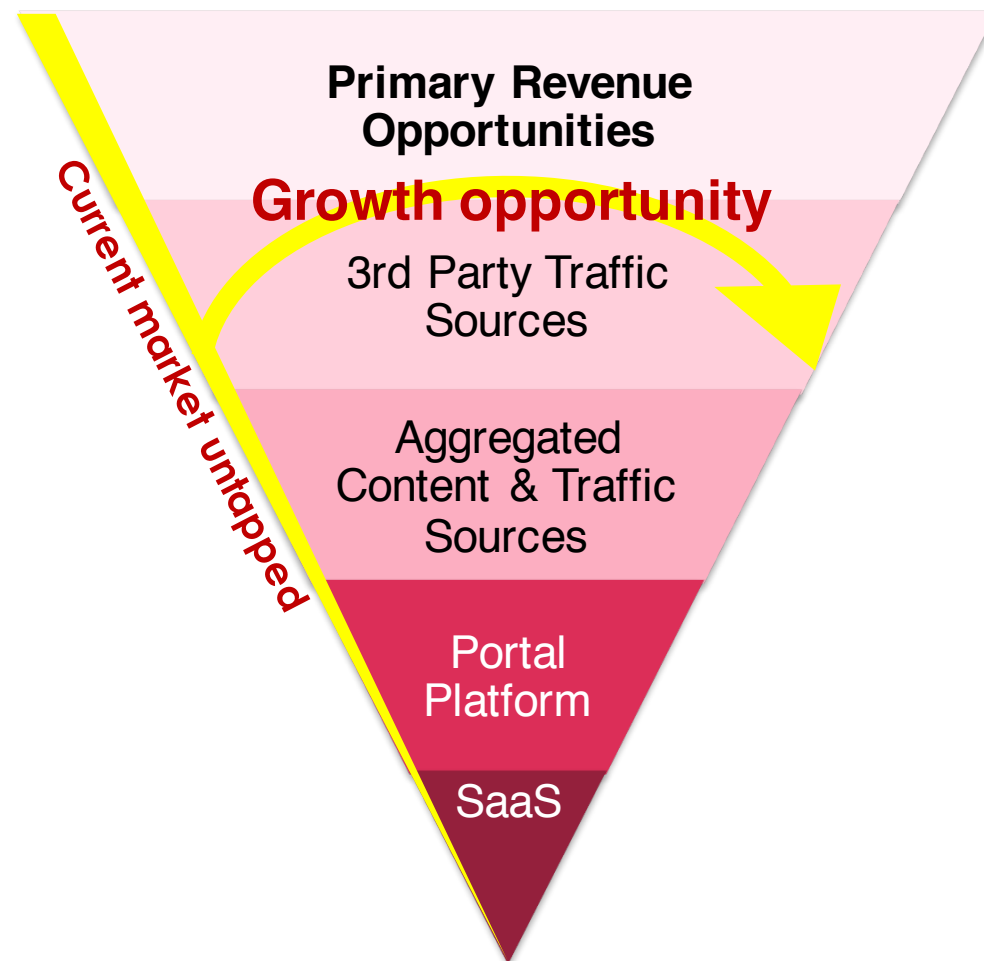 Primary Revenue
Opportunities
Growth opportunity
3rd Party Traffic
Sources
Current market untapped
Aggregated
Content & Traffic
Sources
Portal
Platform
SaaS